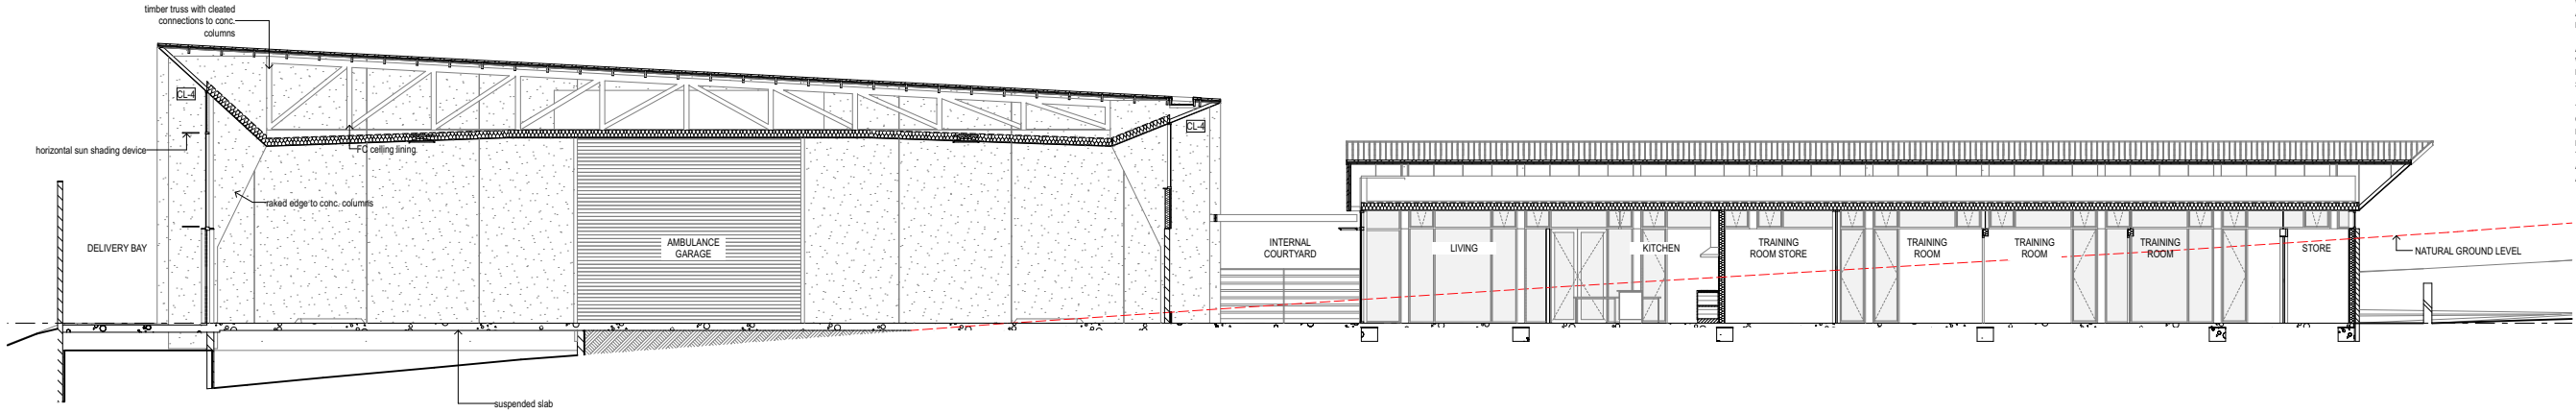 timber truss with cleated
connections to conc.
columns
CL-4
CL-4
horizontal sun shading device
FC ceiling lining
raked edge to conc. columns
DELIVERY BAY
AMBULANCE
GARAGE
INTERNAL
COURTYARD
LIVING
KITCHEN
TRAINING
ROOM STORE
TRAINING
ROOM
TRAINING
ROOM
TRAINING
ROOM
STORE
NATURAL GROUND LEVEL
suspended slab